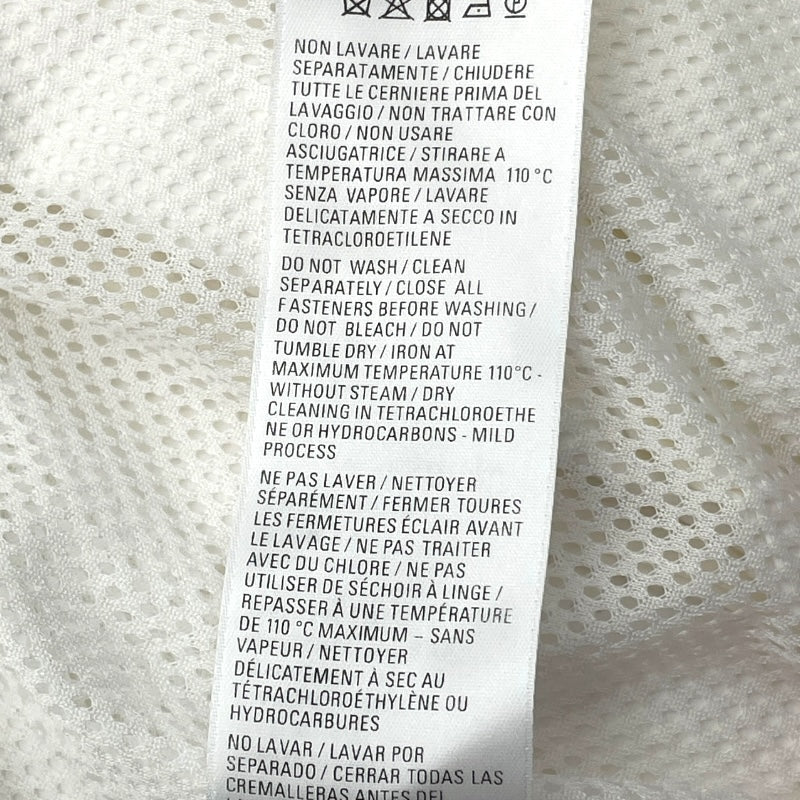 NON LAVARE / LAVARE
SEPARATAMENTE / CHIUDERE
TUTTE LE CERNIERE PRIMA DEL
LAVAGGIO / NON TRATTARE CON
CLORO / NON USARE
ASCIUGATRICE / STIRARE A
TEMPERATURA MASSIMA 110 °C
SENZA VAPORE / LAVARE
DELICATAMENTE A SECCO IN
TETRACLOROETILENE
DO NOT WASH / CLEAN
SEPARATELY / CLOSE ALL
FASTENERS BEFORE WASHING /
DO NOT BLEACH / DO NOT
TUMBLE DRY / IRON AT
MAXIMUM TEMPERATURE 110°C -
WITHOUT STEAM / DRY
CLEANING IN TETRACHLOROETHE
NE OR HYDROCARBONS - MILD
PROCESS
NE PAS LAVER / NETTOYER
SÉPARÉMENT / FERMER TOURES
LES FERMETURES ÉCLAIR AVANT
LE LAVAGE / NE PAS TRAITER
AVEC DU CHLORE / NE PAS
UTILISER DE SÉCHOIR À LINGE /
REPASSER À UNE TEMPÉRATURE
DE 110 °C MAXIMUM – SANS
VAPEUR / NETTOYER
DÉLICATEMENT À SEC AU
TÉTRACHLOROÉTHYLÈNE OU
HYDROCARBURES
NO LAVAR / LAVAR POR
SEPARADO / CERRAR TODAS LAS
CREMALLERAS ANTES DEL